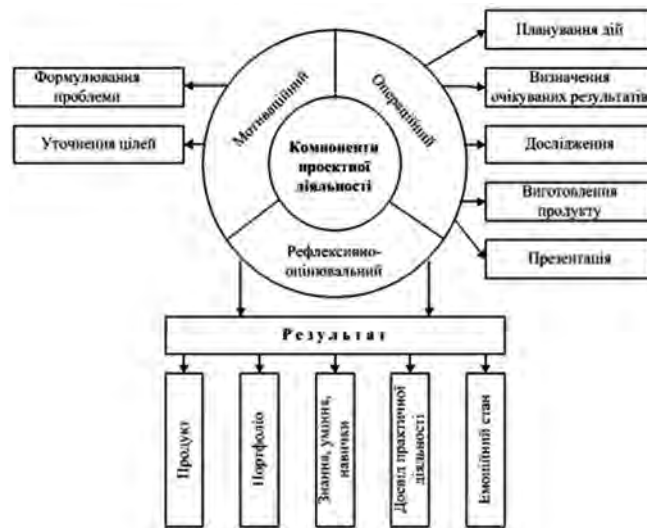 Планування дій
Формулювання
проблеми
Визначення
очікуваних результатів
Мотиваційний
Операційний
Уточнення цілей
Дослідження
Компоненти
проектної
діяльності
Виготовлення
продукту
Рефлексивно-
оцінювальний
Презентація
Результат
Продукт
Портфоліо
Знання, уміння,
навички
Досвід практичної
діяльності
Емоційний стан